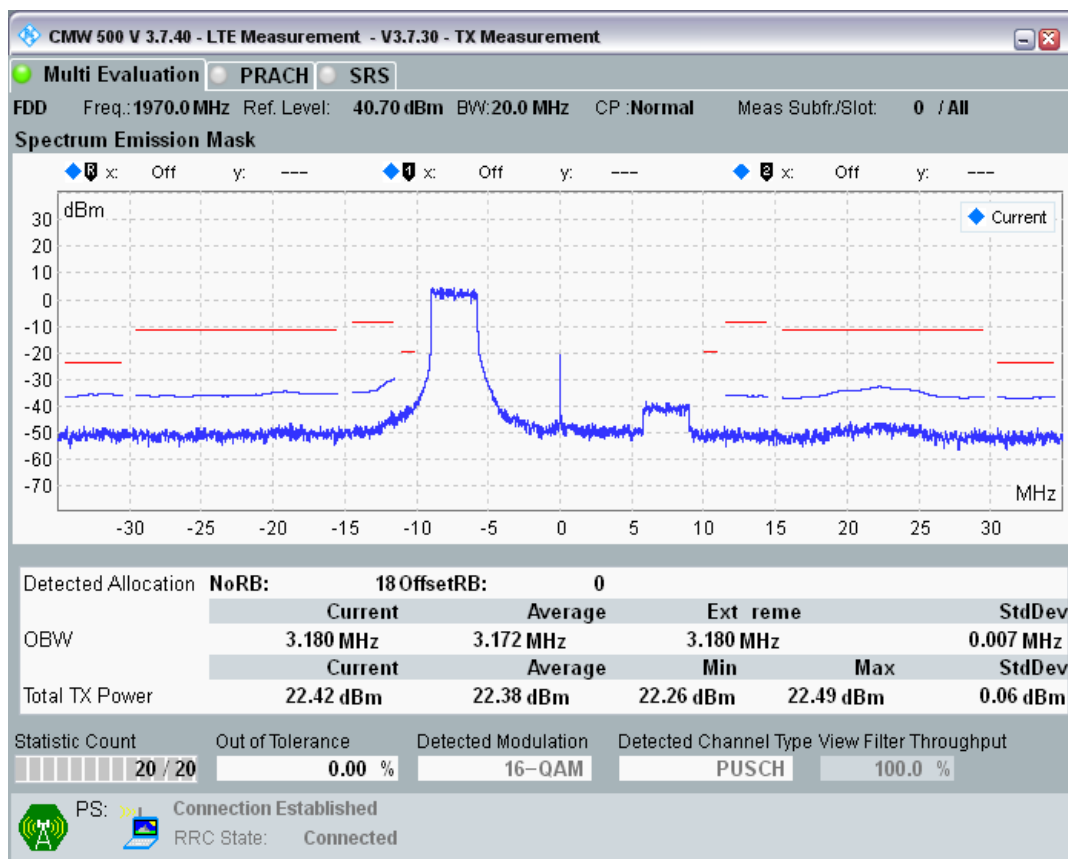 CMW 500 V 3.7.40 - LTE Measurement - V3.7.30 - TX Measurement
Multi Evaluation PRACH SRS
FDD Freq.: 1970.0 MHz Ref. Level: 40.70 dBm BW: 20.0 MHz CP :Normal Meas Subfr./Slot: 0 / All
Spectrum Emission Mask
R x: Off y: --- 1 x: Off y: --- 2 x: Off y: ---
dBm
Current
30
20
10
0
-10
-20
-30
-40
-50
-60
-70
MHz
-30 -25 -20 -15 -10 -5 0 5 10 15 20 25 30
Detected Allocation NoRB: 18 OffsetRB: 0
Current Average Ext reme StdDev
OBW 3.180 MHz 3.172 MHz 3.180 MHz 0.007 MHz
Current Average Min Max StdDev
Total TX Power 22.42 dBm 22.38 dBm 22.26 dBm 22.49 dBm 0.06 dBm
Statistic Count Out of Tolerance Detected Modulation Detected Channel Type View Filter Throughput
20 / 20 0.00 % 16-QAM PUSCH 100.0 %
PS: Connection Established
RRC State: Connected